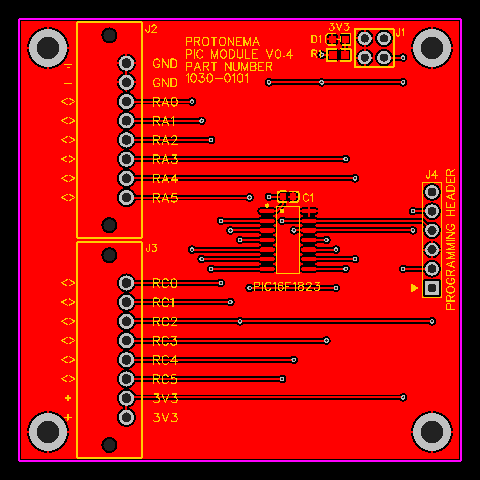 J2
PROTONEMA
PIC MODULE V0.4
PART NUMBER
1030-0101
3V3
D1
R1
J1
- GND
- GND
<> RA0
<> RA1
<> RA2
<> RA3
<> RA4
<> RA5
C1
J4
PROGRAMMING HEADER
PIC16F1823
J3
<> RC0
<> RC1
<> RC2
<> RC3
<> RC4
<> RC5
+ 3V3
+ 3V3